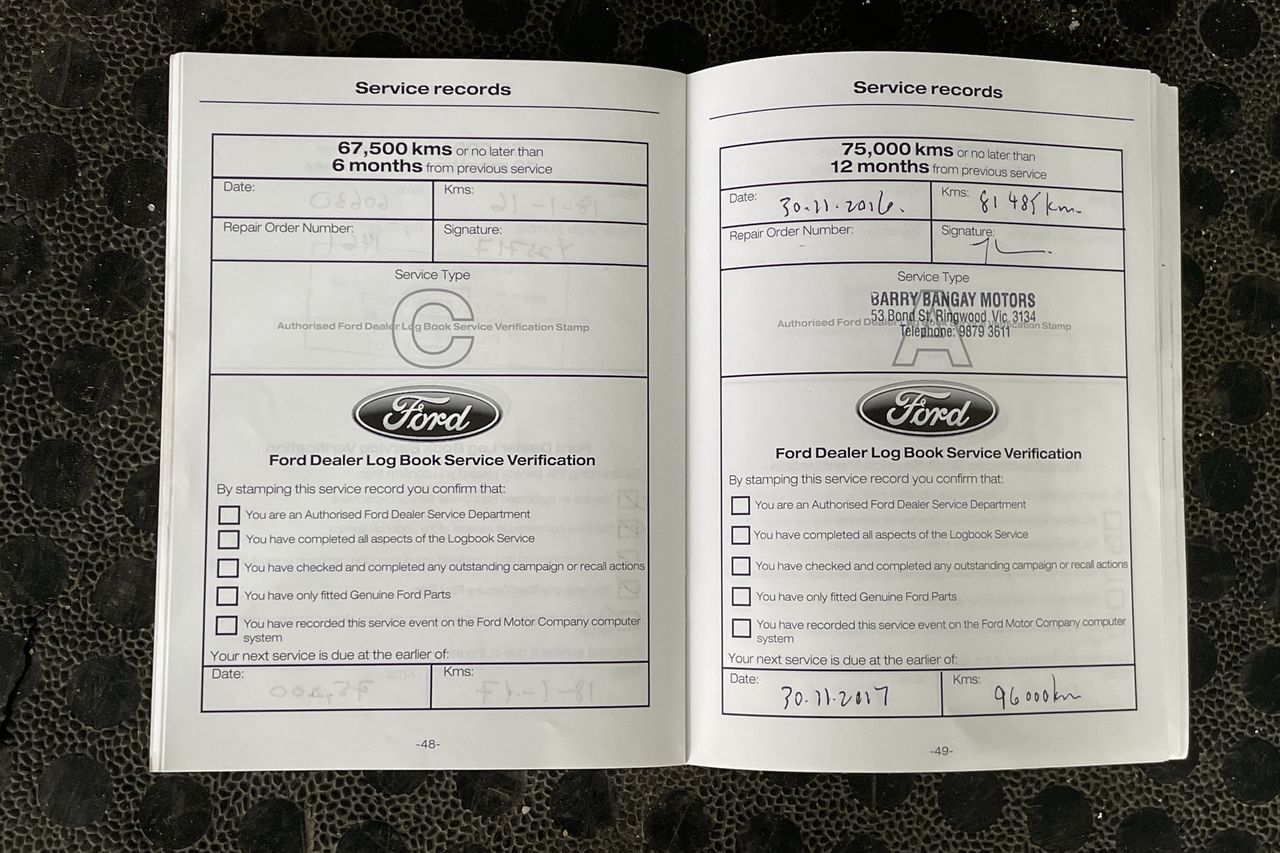 Service records
67,500 kms or no later than
6 months from previous service
Date:
Kms:
Repair Order Number:
Signature:
Service Type
C
Authorised Ford Dealer Log Book Service Verification Stamp
Ford
Ford Dealer Log Book Service Verification
By stamping this service record you confirm that:
You are an Authorised Ford Dealer Service Department
You have completed all aspects of the Logbook Service
You have checked and completed any outstanding campaign or recall actions
You have only fitted Genuine Ford Parts
You have recorded this service event on the Ford Motor Company computer
system
Your next service is due at the earlier of:
Date:
Kms:
-48-
Service records
75,000 kms or no later than
12 months from previous service
Date: 30.11.2016.
Kms: 81 485 km
Repair Order Number:
Signature:
Service Type
A
BARRY BANGAY MOTORS
53 Bond St. Ringwood, Vic, 3134
Telephone: 9879 3611
Authorised Ford Dealer Log Book Service Verification Stamp
Ford
Ford Dealer Log Book Service Verification
By stamping this service record you confirm that:
You are an Authorised Ford Dealer Service Department
You have completed all aspects of the Logbook Service
You have checked and completed any outstanding campaign or recall actions
You have only fitted Genuine Ford Parts
You have recorded this service event on the Ford Motor Company computer
system
Your next service is due at the earlier of:
Date: 30.11.2017
Kms: 96 000 km
-49-